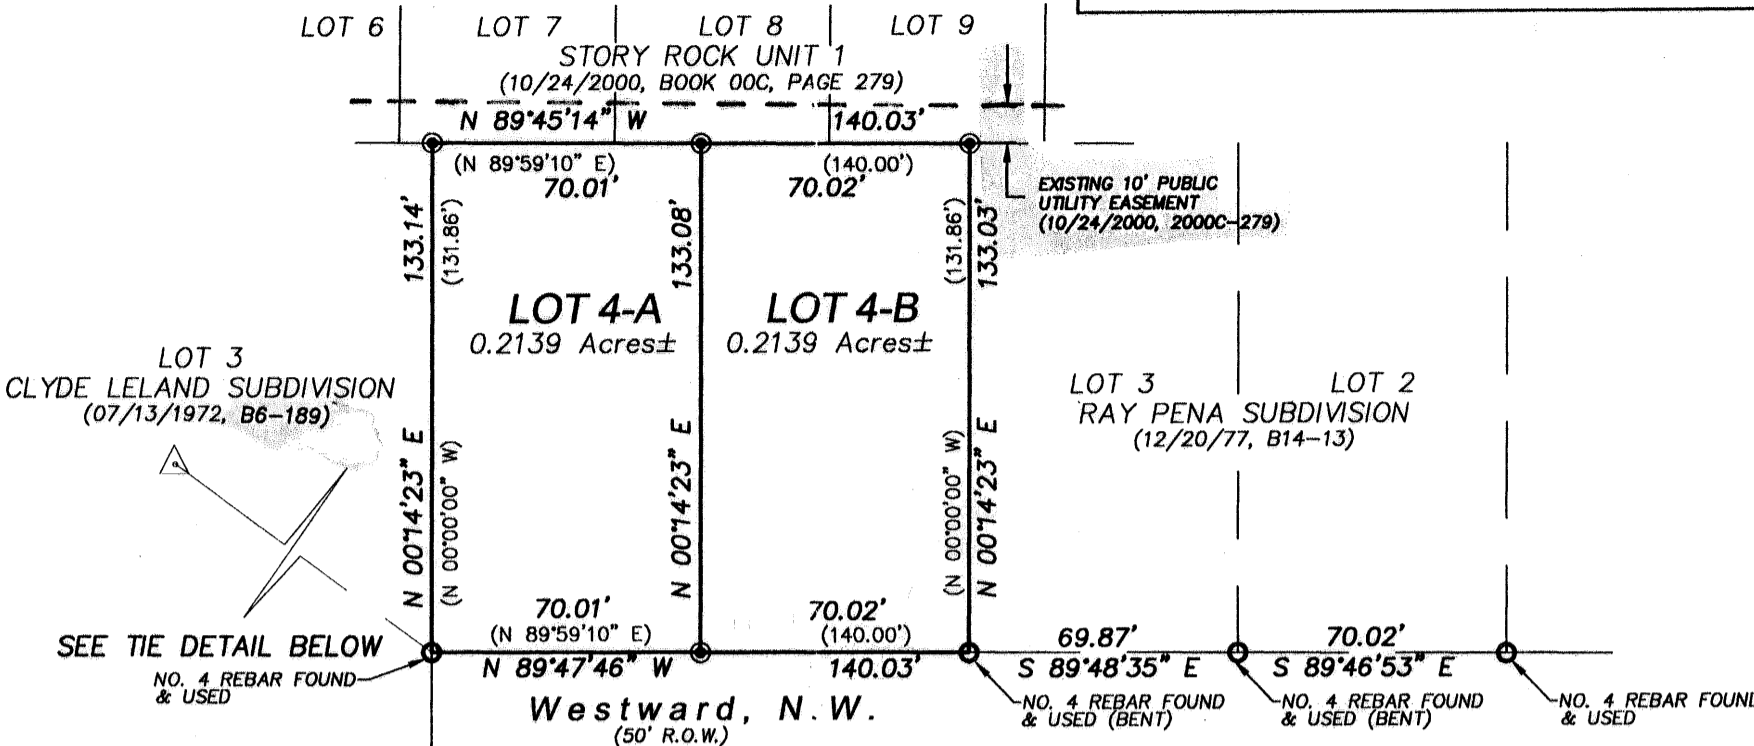 LOT 6
LOT 7
LOT 8
LOT 9
STORY ROCK UNIT 1
(10/24/2000, BOOK 00C, PAGE 279)
N 89°45'14" W
140.03'
(N 89°59'10" E)
(140.00')
70.01'
70.02'
EXISTING 10' PUBLIC
UTILITY EASEMENT
(10/24/2000, 2000C-279)
133.14'
(131.86')
133.08'
(131.86')
133.03'
LOT 4-A
0.2139 Acres±
LOT 4-B
0.2139 Acres±
LOT 3
CLYDE LELAND SUBDIVISION
(07/13/1972, B6-189)
LOT 3
LOT 2
RAY PENA SUBDIVISION
(12/20/77, B14-13)
N 00°14'23" E
(N 00°00'00" W)
N 00°14'23" E
(N 00°00'00" W)
N 00°14'23" E
70.01'
70.02'
(N 89°59'10" E)
(140.00')
N 89°47'46" W
140.03'
69.87'
S 89°48'35" E
70.02'
S 89°46'53" E
SEE TIE DETAIL BELOW
NO. 4 REBAR FOUND
& USED
Westward, N.W.
(50' R.O.W.)
NO. 4 REBAR FOUND
& USED (BENT)
NO. 4 REBAR FOUND
& USED (BENT)
NO. 4 REBAR FOUND
& USED